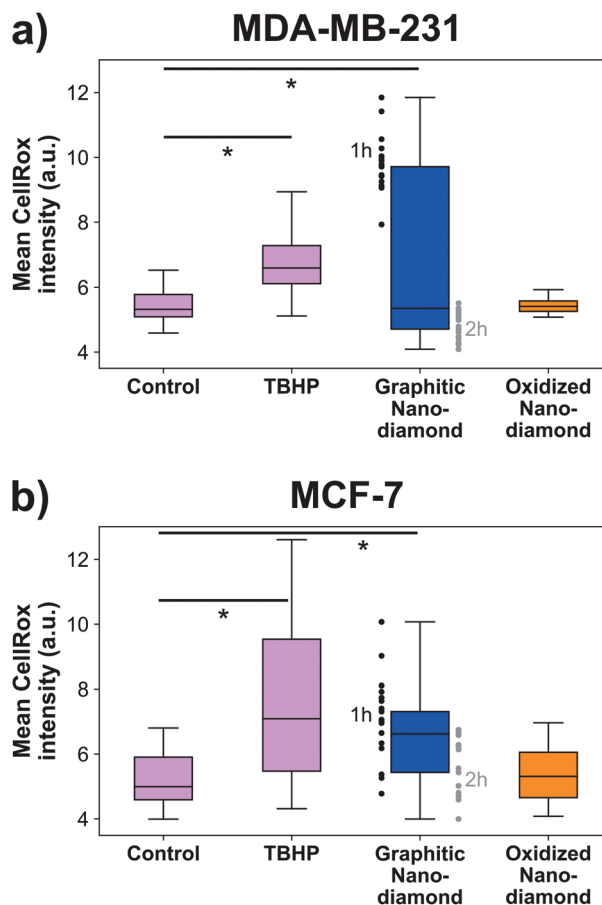 a) MDA-MB-231
Mean CellRox
intensity (a.u.)
12
10
8
6
4
*
*
1h
2h
Control TBHP Graphitic Oxidized
Nano- Nano-
diamond diamond
b) MCF-7
Mean CellRox
intensity (a.u.)
12
10
8
6
4
*
*
1h
2h
Control TBHP Graphitic Oxidized
Nano- Nano-
diamond diamond